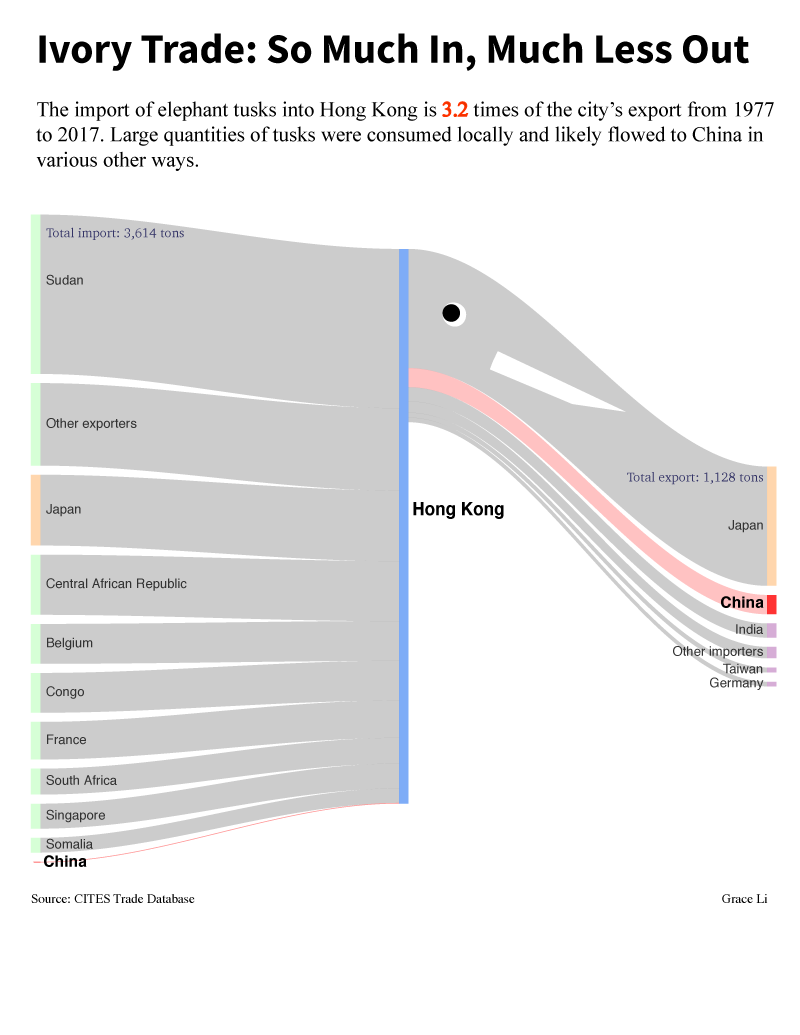 Ivory Trade: So Much In, Much Less Out
The import of elephant tusks into Hong Kong is 3.2 times of the city’s export from 1977
to 2017. Large quantities of tusks were consumed locally and likely flowed to China in
various other ways.
Total import: 3,614 tons
Sudan
Other exporters
Japan
Central African Republic
Belgium
Congo
France
South Africa
Singapore
Somalia
China
Hong Kong
Total export: 1,128 tons
Japan
China
India
Other importers
Taiwan
Germany
Source: CITES Trade Database
Grace Li